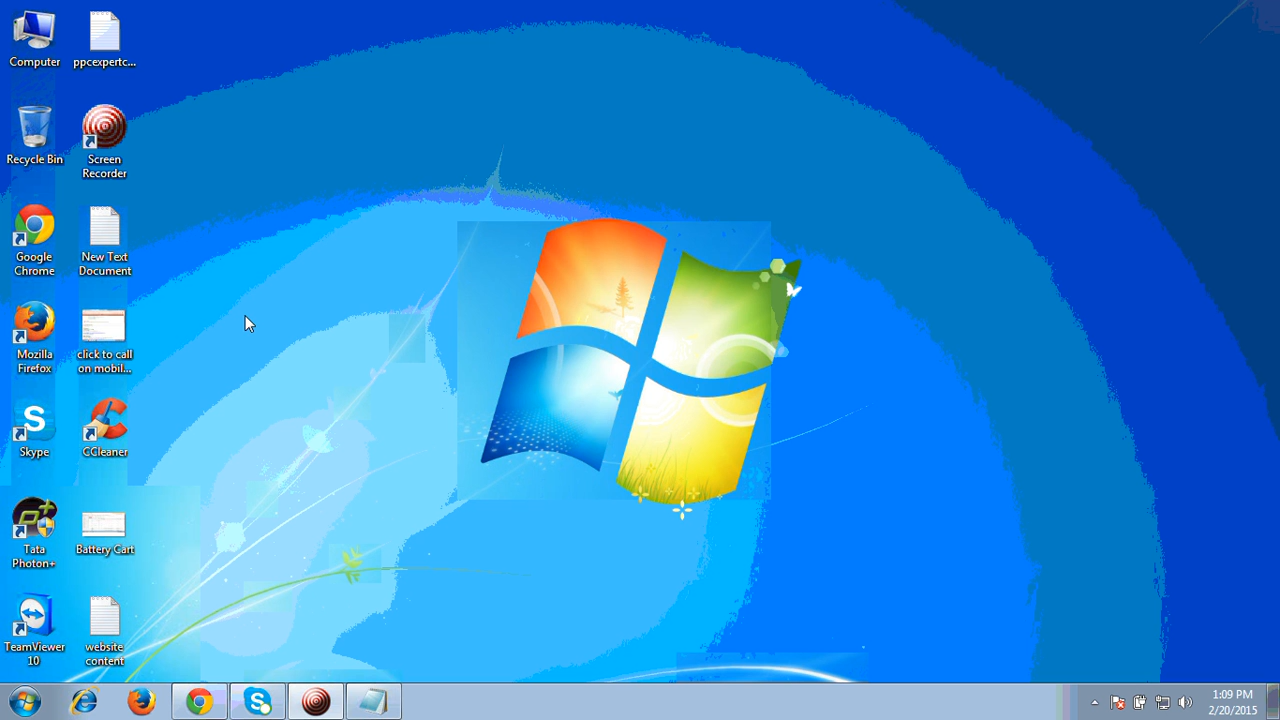 Computer
ppcexpertc...
Recycle Bin
Screen
Recorder
Google
Chrome
New Text
Document
Mozilla
Firefox
click to call
on mobil...
Skype
CCleaner
Tata
Photon+
Battery Cart
TeamViewer
10
website
content
1:09 PM
2/20/2015